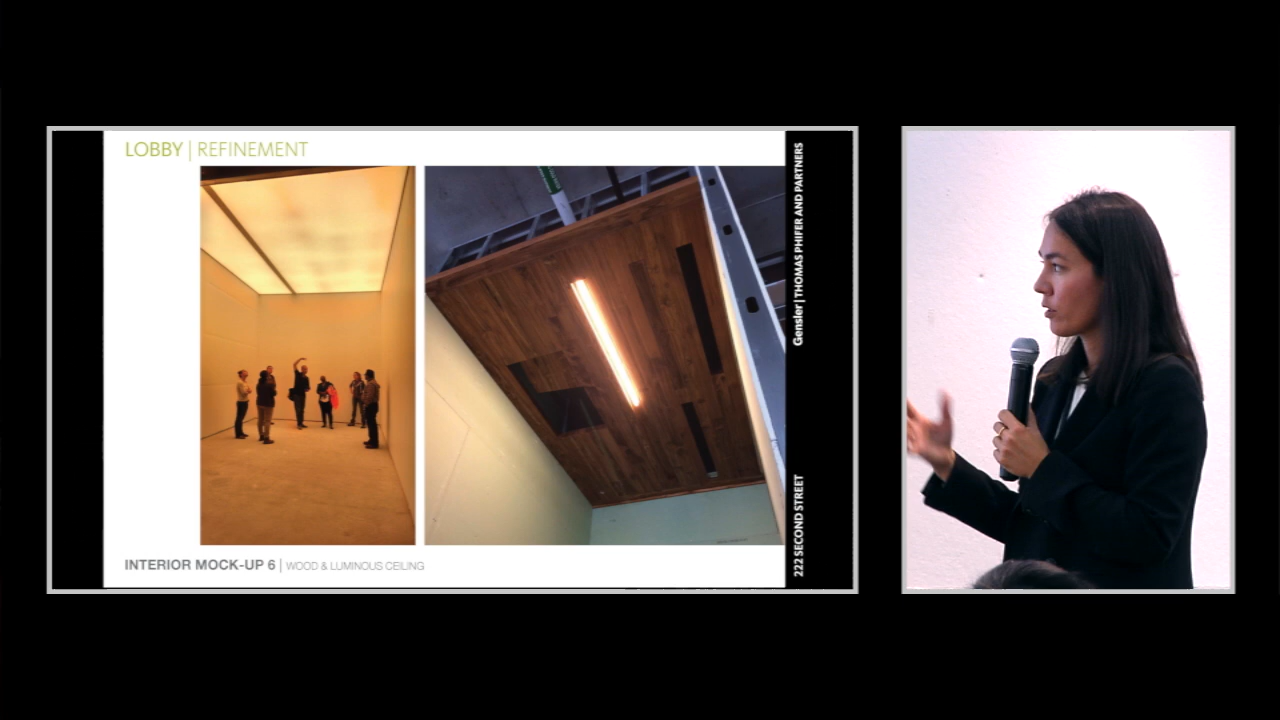 LOBBY | REFINEMENT
Gensler | THOMAS PHIFER AND PARTNERS
222 SECOND STREET
INTERIOR MOCK-UP 6 | WOOD & LUMINOUS CEILING